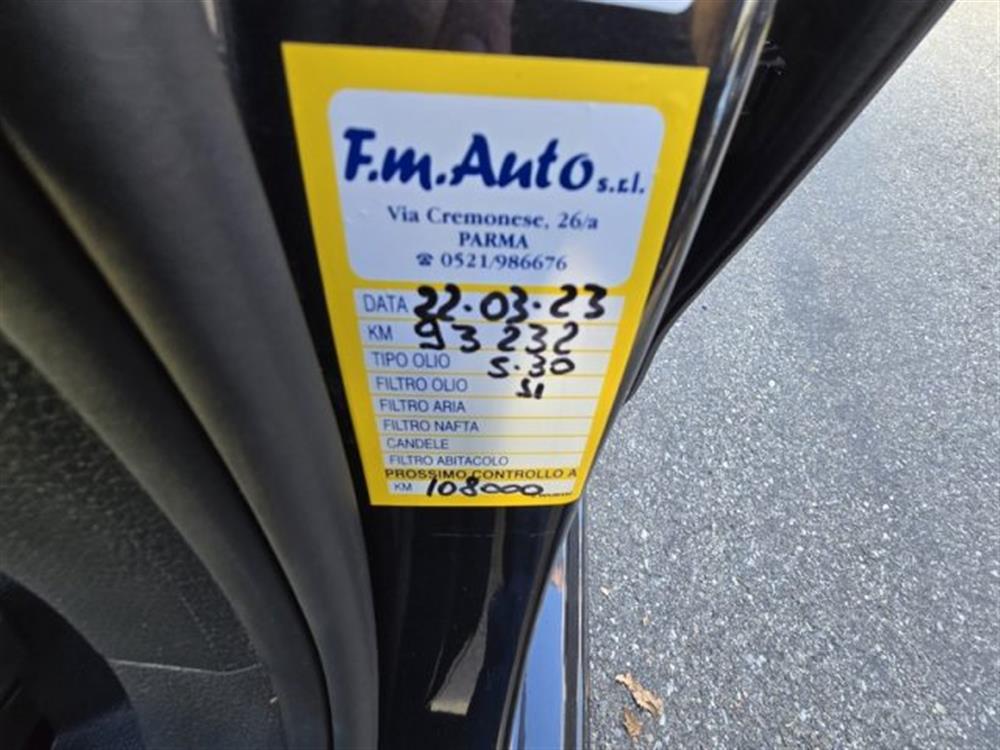 F.m.Auto s.r.l.
Via Cremonese, 26/a
PARMA
☎ 0521/986676
DATA 22·03·23
KM 93 232
TIPO OLIO 5·30
FILTRO OLIO SI
FILTRO ARIA
FILTRO NAFTA
CANDELE
FILTRO ABITACOLO
PROSSIMO CONTROLLO A
KM 108000